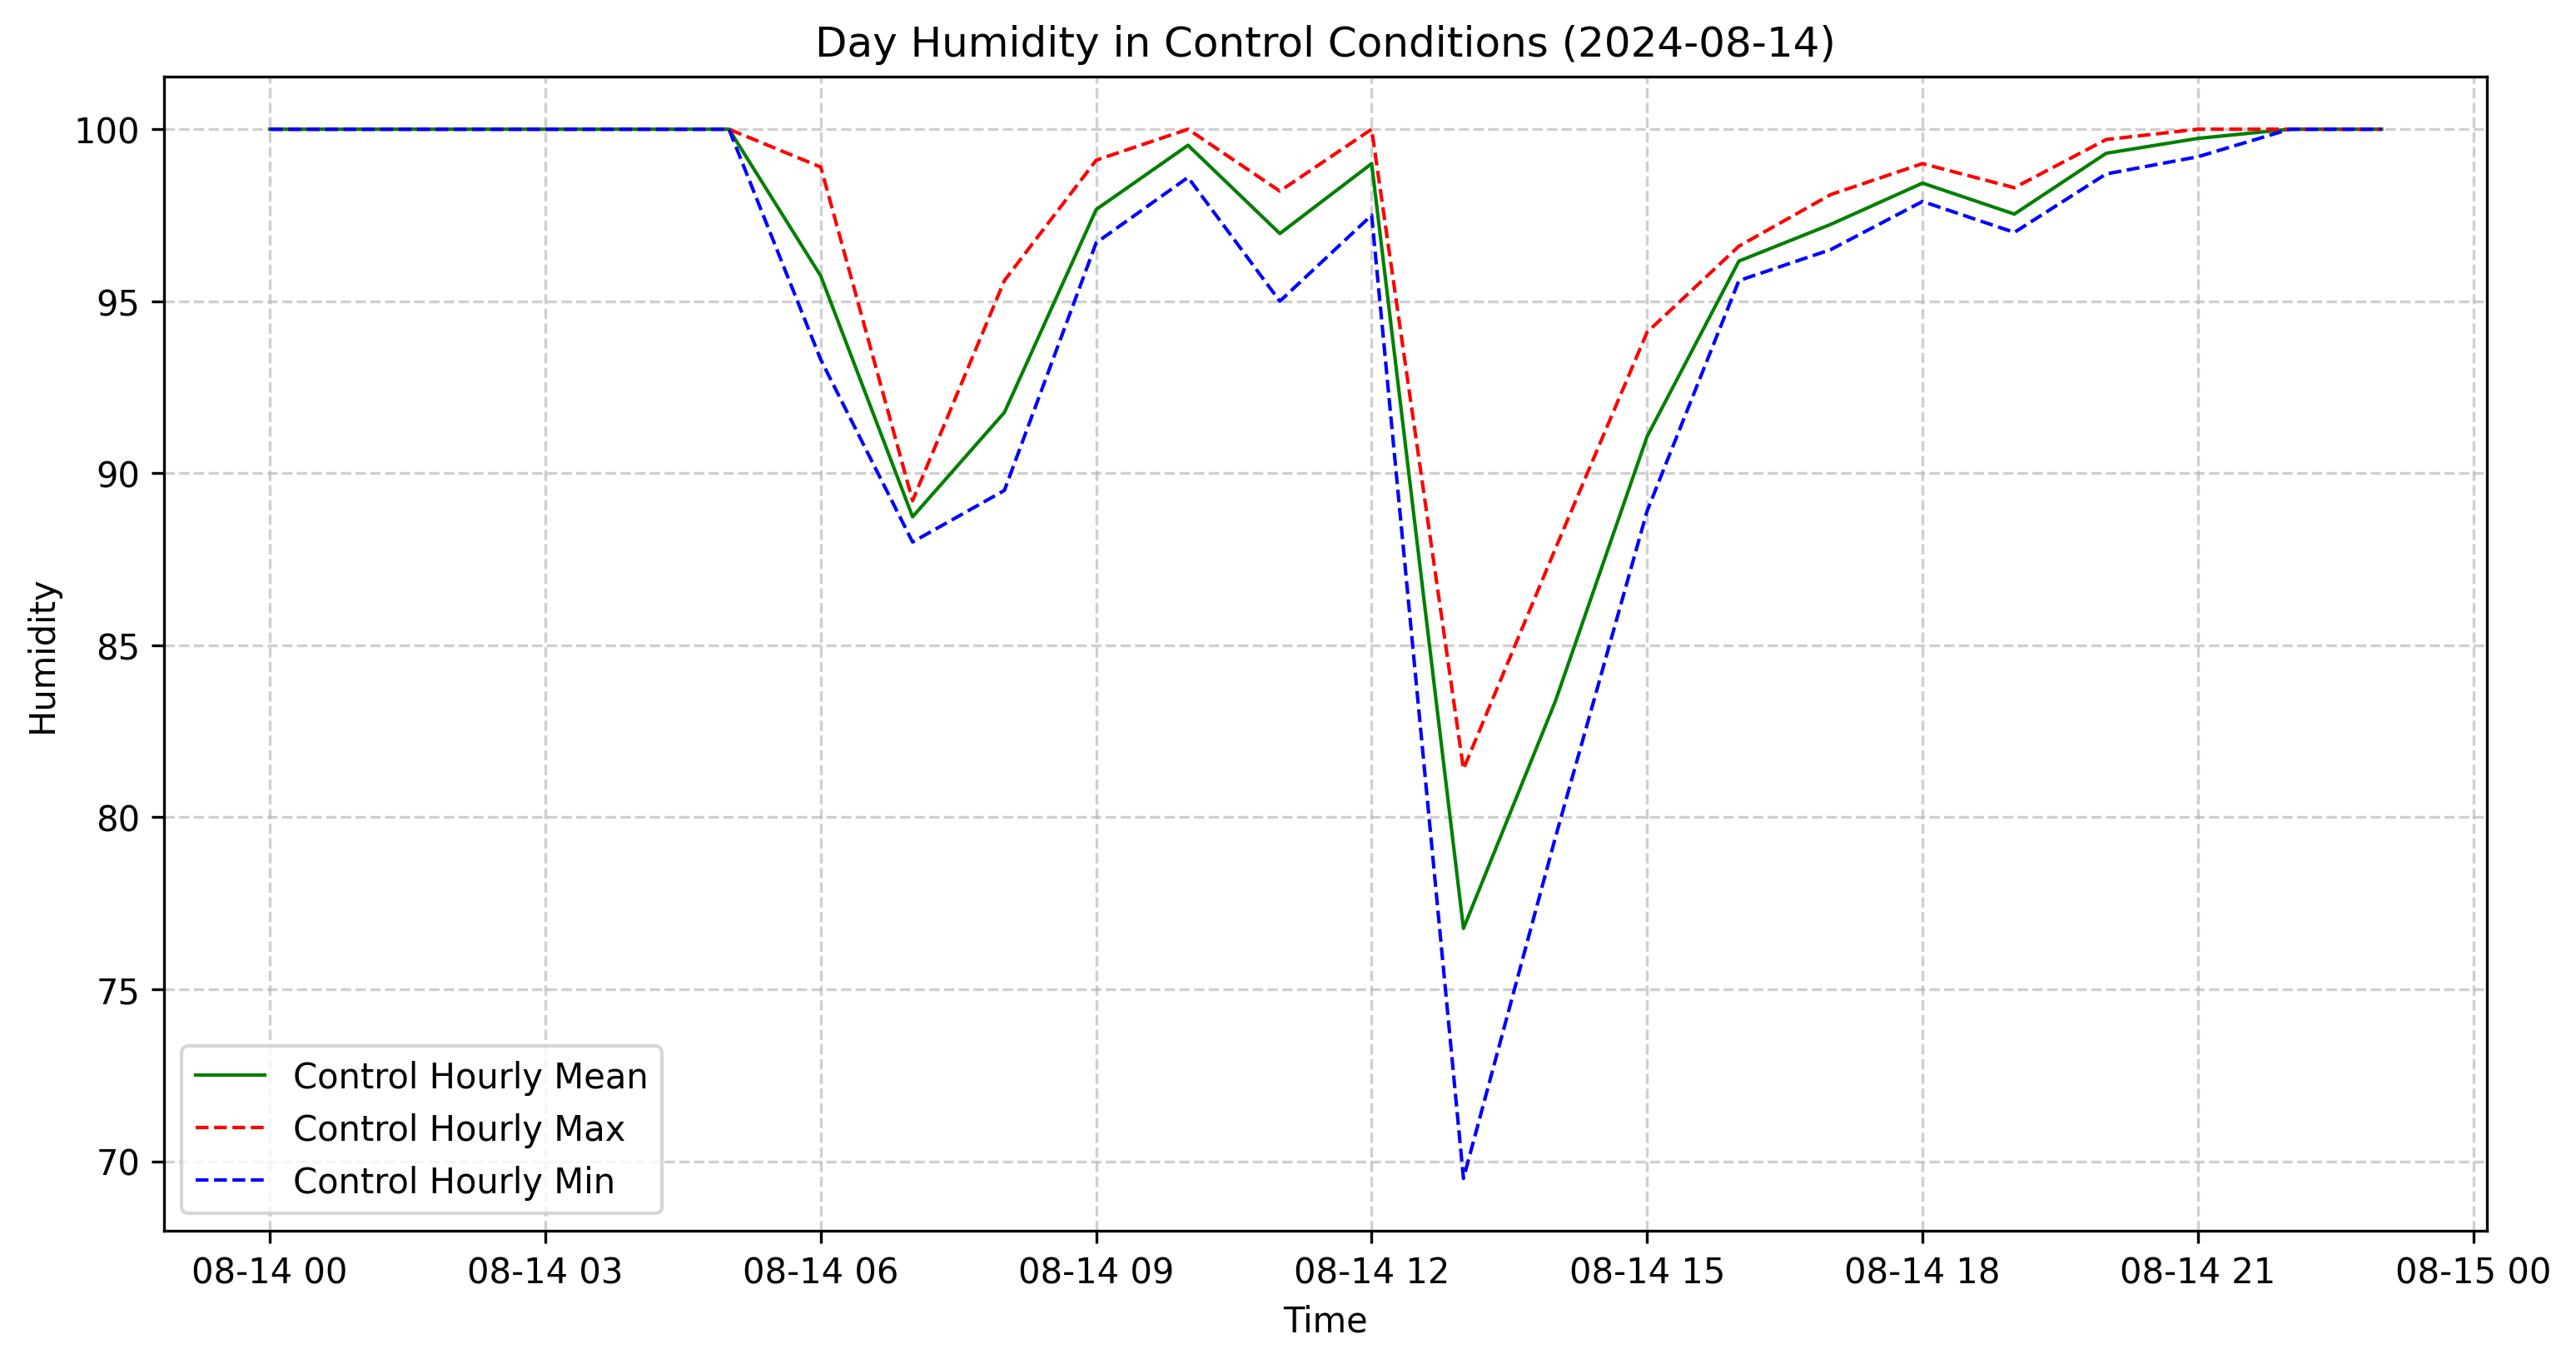 Day Humidity in Control Conditions (2024-08-14)
Humidity
100
95
90
85
80
75
70
Control Hourly Mean
Control Hourly Max
Control Hourly Min
08-14 00
08-14 03
08-14 06
08-14 09
08-14 12
08-14 15
08-14 18
08-14 21
08-15 00
Time